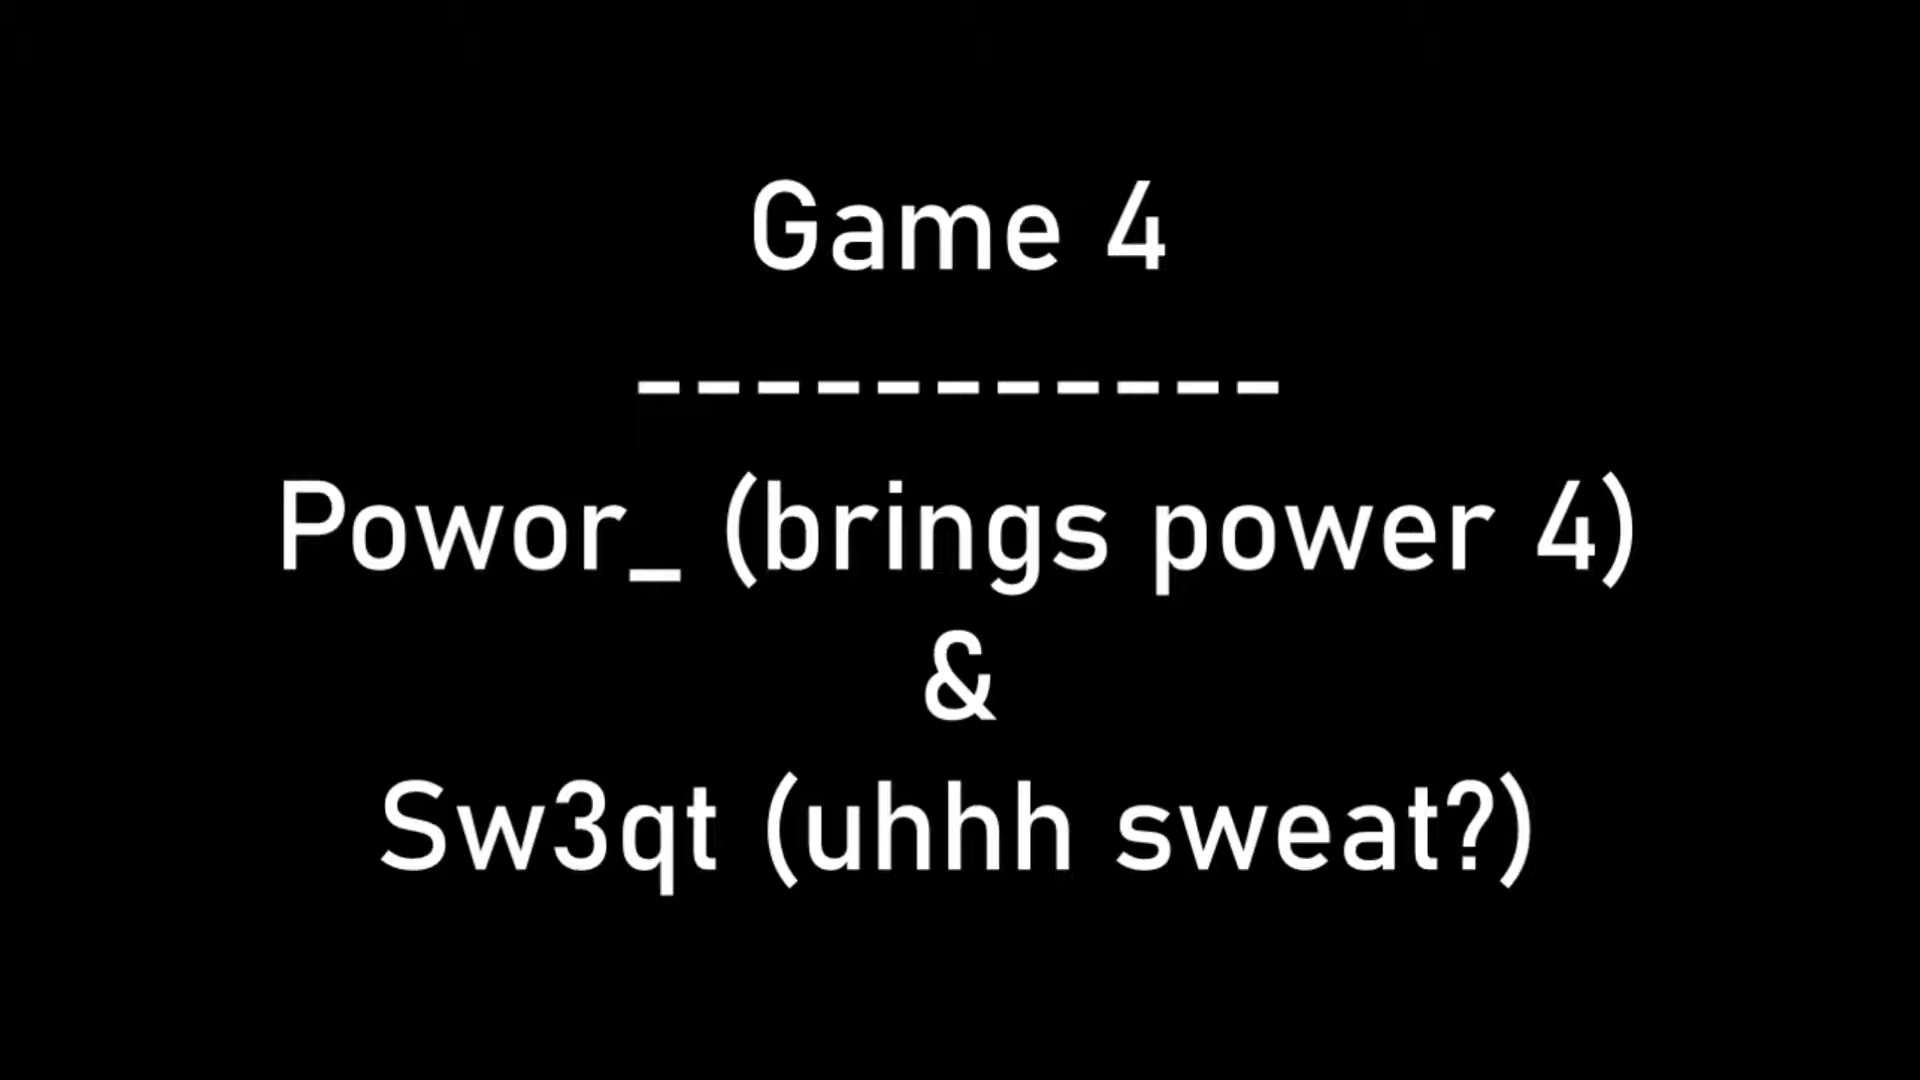 Game 4
-----------
Powor_ (brings power 4)
&
Sw3qt (uhhh sweat?)